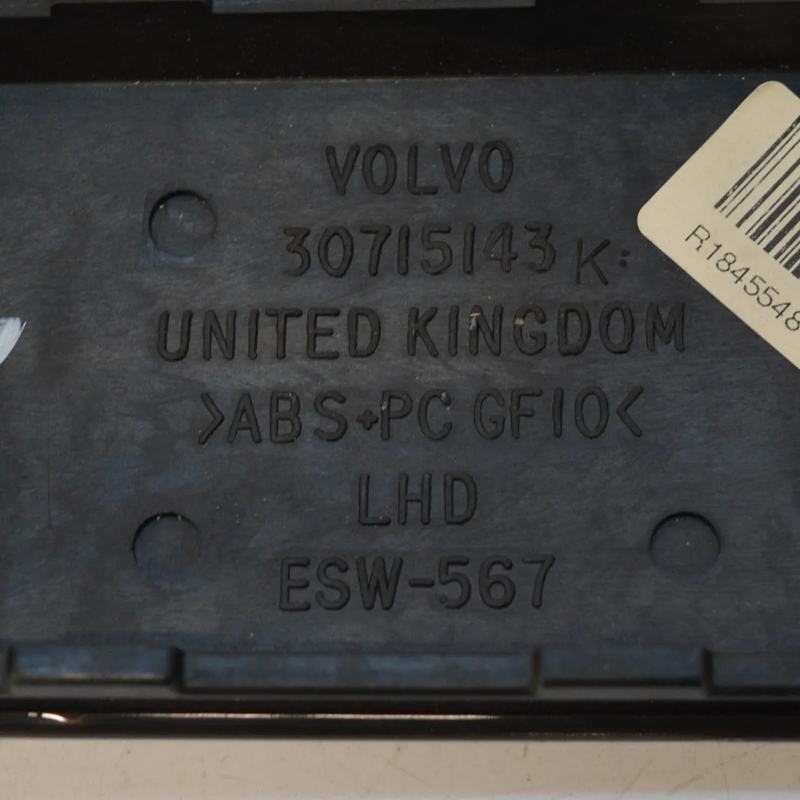 VOLVO
30715143 K:
UNITED KINGDOM
>ABS+PC GF10<
LHD
ESW-567
R1845548